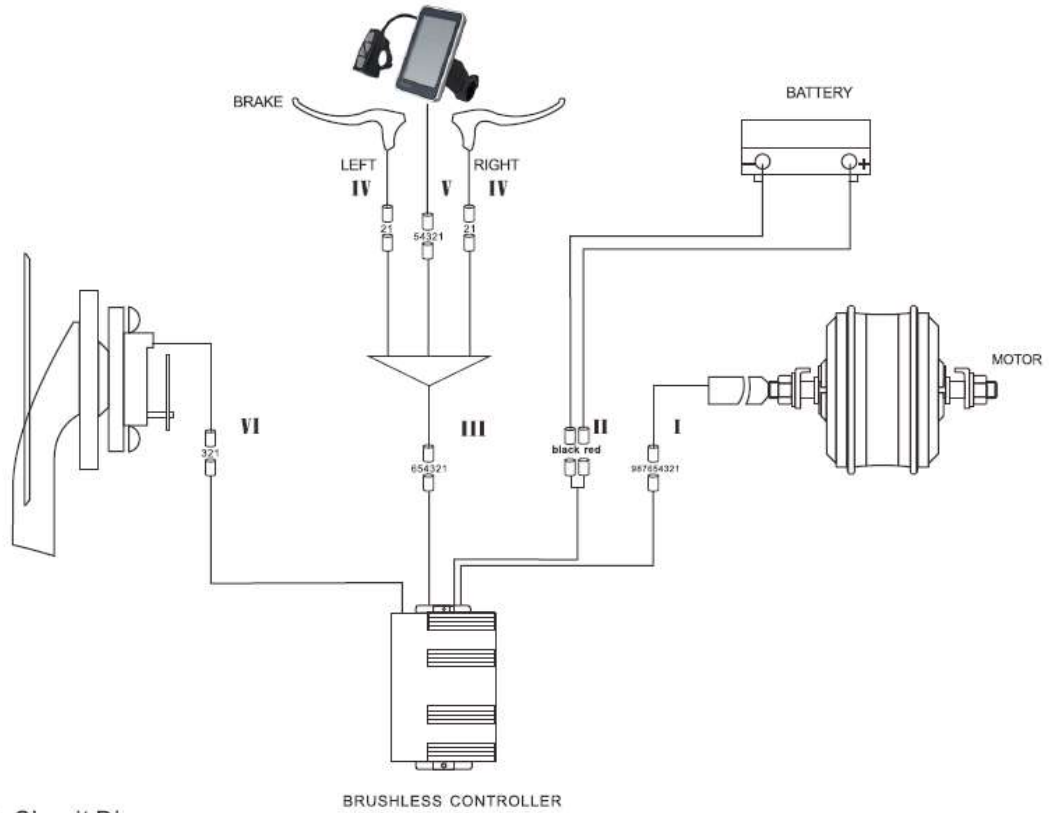 BRAKE
BATTERY
LEFT
RIGHT
IV
V
IV
21
54321
21
- +
MOTOR
VI
III
II
I
black red
321
654321
987654321
BRUSHLESS CONTROLLER